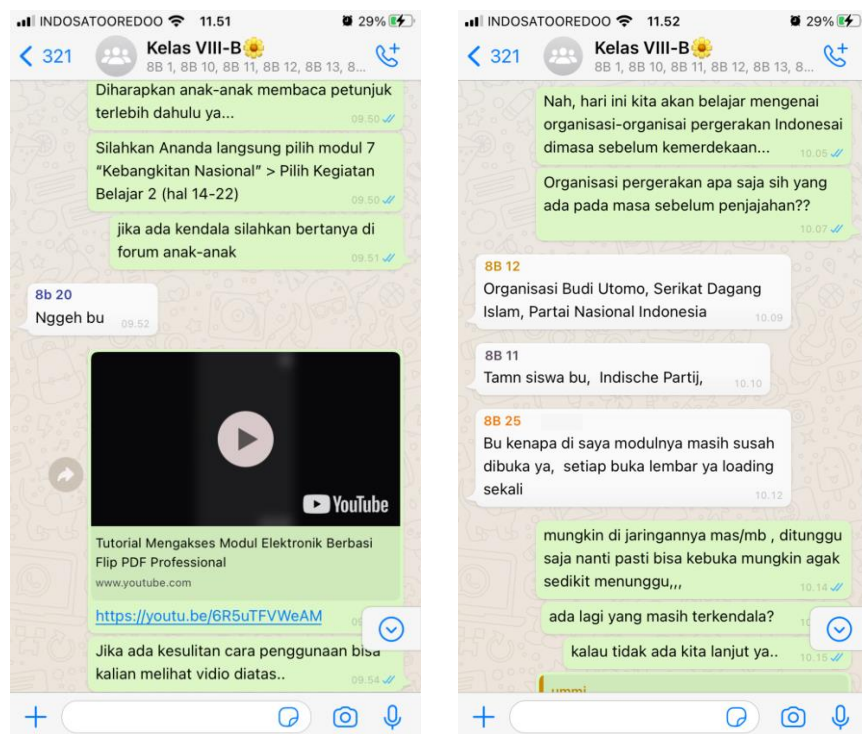 INDOSATOOREDOO 11.51 29%
321 Kelas VIII-B🌼
8B 1, 8B 10, 8B 11, 8B 12, 8B 13, 8...
Diharapkan anak-anak membaca petunjuk
terlebih dahulu ya...
09.50
Silahkan Ananda langsung pilih modul 7
“Kebangkitan Nasional” > Pilih Kegiatan
Belajar 2 (hal 14-22)
09.50
jika ada kendala silahkan bertanya di
forum anak-anak
09.51
8b 20
Nggeh bu 09.52
YouTube
Tutorial Mengakses Modul Elektronik Berbasi
Flip PDF Professional
www.youtube.com
https://youtu.be/6R5uTFVWeAM
Jika ada kesulitan cara penggunaan bisa
kalian melihat vidio diatas..
09.54
INDOSATOOREDOO 11.52 29%
321 Kelas VIII-B🌼
8B 1, 8B 10, 8B 11, 8B 12, 8B 13, 8...
Nah, hari ini kita akan belajar mengenai
organisasi-organisai pergerakan Indonesai
dimasa sebelum kemerdekaan...
10.05
Organisasi pergerakan apa saja sih yang
ada pada masa sebelum penjajahan??
10.07
8B 12
Organisasi Budi Utomo, Serikat Dagang
Islam, Partai Nasional Indonesia
10.09
8B 11
Tamn siswa bu, Indische Partij,
10.10
8B 25
Bu kenapa di saya modulnya masih susah
dibuka ya, setiap buka lembar ya loading
sekali
10.12
mungkin di jaringannya mas/mb , ditunggu
saja nanti pasti bisa kebuka mungkin agak
sedikit menunggu,,,
10.14
ada lagi yang masih terkendala?
kalau tidak ada kita lanjut ya..
10.15
ummi